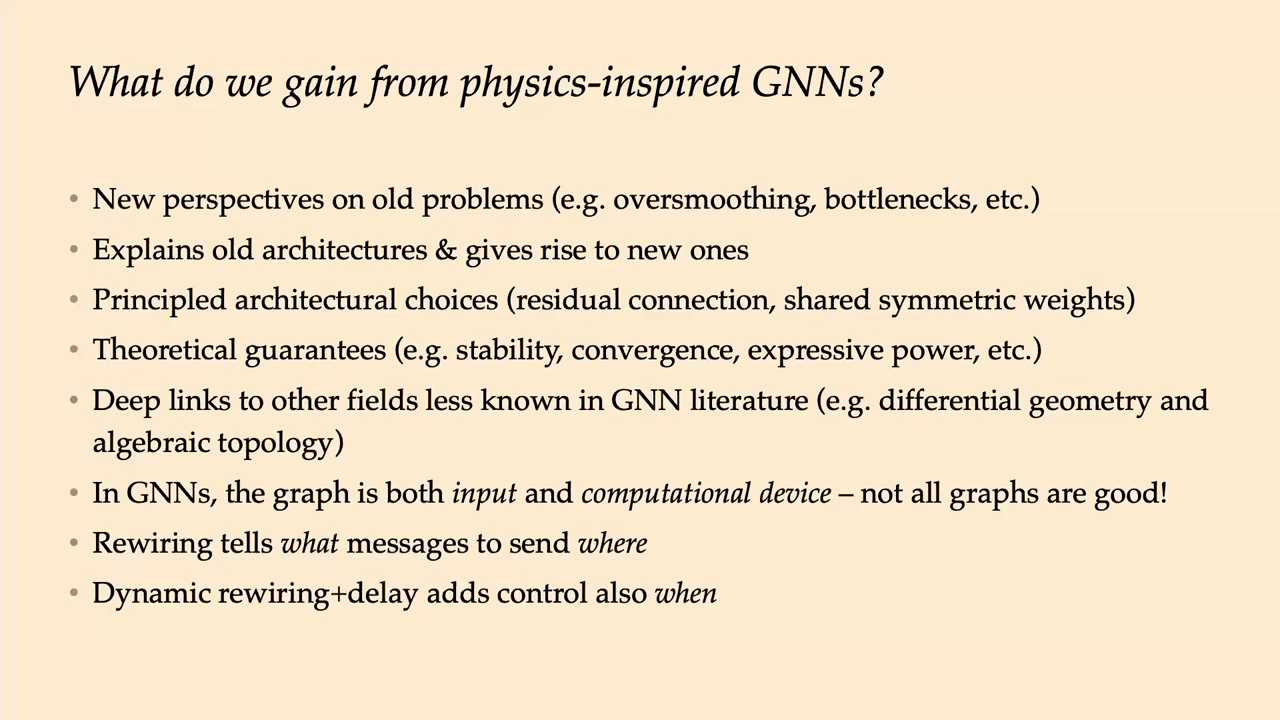 What do we gain from physics-inspired GNNs?
• New perspectives on old problems (e.g. oversmoothing, bottlenecks, etc.)
• Explains old architectures & gives rise to new ones
• Principled architectural choices (residual connection, shared symmetric weights)
• Theoretical guarantees (e.g. stability, convergence, expressive power, etc.)
• Deep links to other fields less known in GNN literature (e.g. differential geometry and
algebraic topology)
• In GNNs, the graph is both input and computational device – not all graphs are good!
• Rewiring tells what messages to send where
• Dynamic rewiring+delay adds control also when